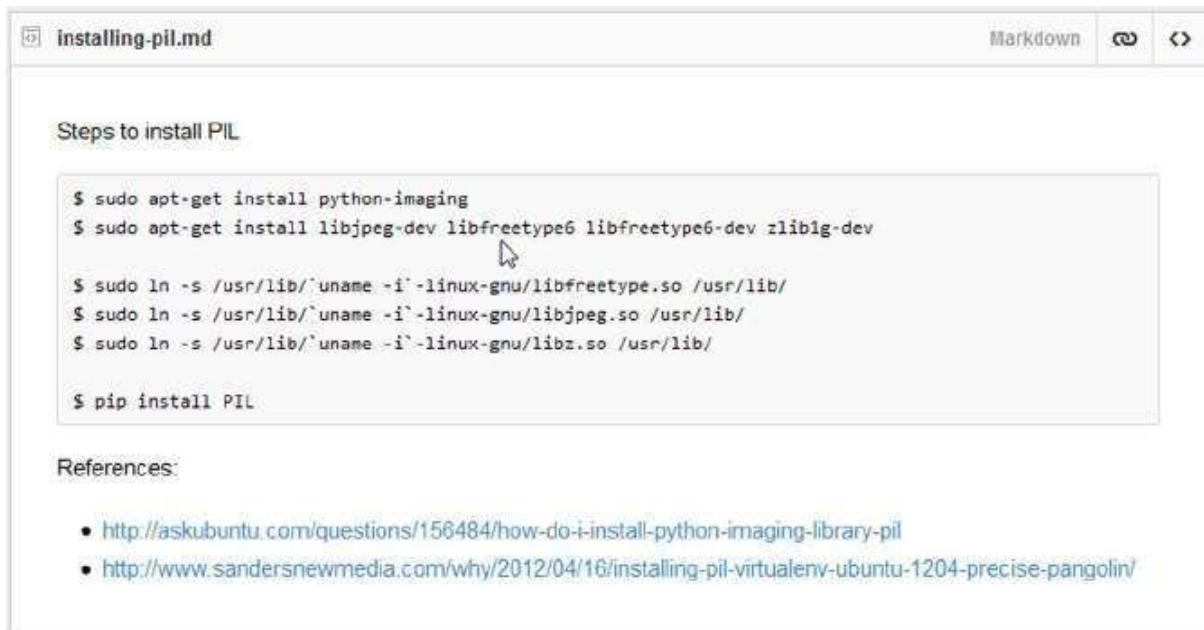 installing-pil.md
Markdown
Steps to install PIL
$ sudo apt-get install python-imaging
$ sudo apt-get install libjpeg-dev libfreetype6 libfreetype6-dev zlib1g-dev
$ sudo ln -s /usr/lib/`uname -i`-linux-gnu/libfreetype.so /usr/lib/
$ sudo ln -s /usr/lib/`uname -i`-linux-gnu/libjpeg.so /usr/lib/
$ sudo ln -s /usr/lib/`uname -i`-linux-gnu/libz.so /usr/lib/
$ pip install PIL
References:
• http://askubuntu.com/questions/156484/how-do-i-install-python-imaging-library-pil
• http://www.sandersnewmedia.com/why/2012/04/16/installing-pil-virtualenv-ubuntu-1204-precise-pangolin/